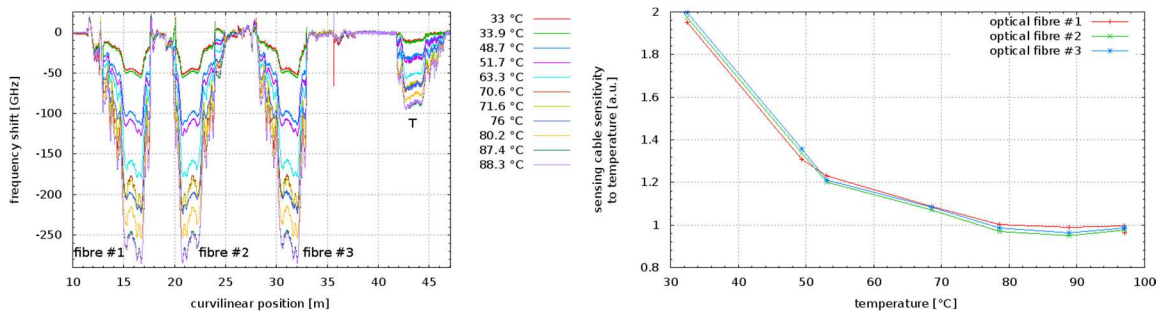 0
-50
-100
-150
-200
-250
frequency shift [GHz]
fibre #1
fibre #2
fibre #3
T
10
15
20
25
30
35
40
45
curvilinear position [m]
33 °C
33.9 °C
48.7 °C
51.7 °C
63.3 °C
70.6 °C
71.6 °C
76 °C
80.2 °C
87.4 °C
88.3 °C
sensing cable sensitivity
to temperature [a.u.]
2
1.8
1.6
1.4
1.2
1
0.8
optical fibre #1
optical fibre #2
optical fibre #3
30
40
50
60
70
80
90
100
temperature [°C]